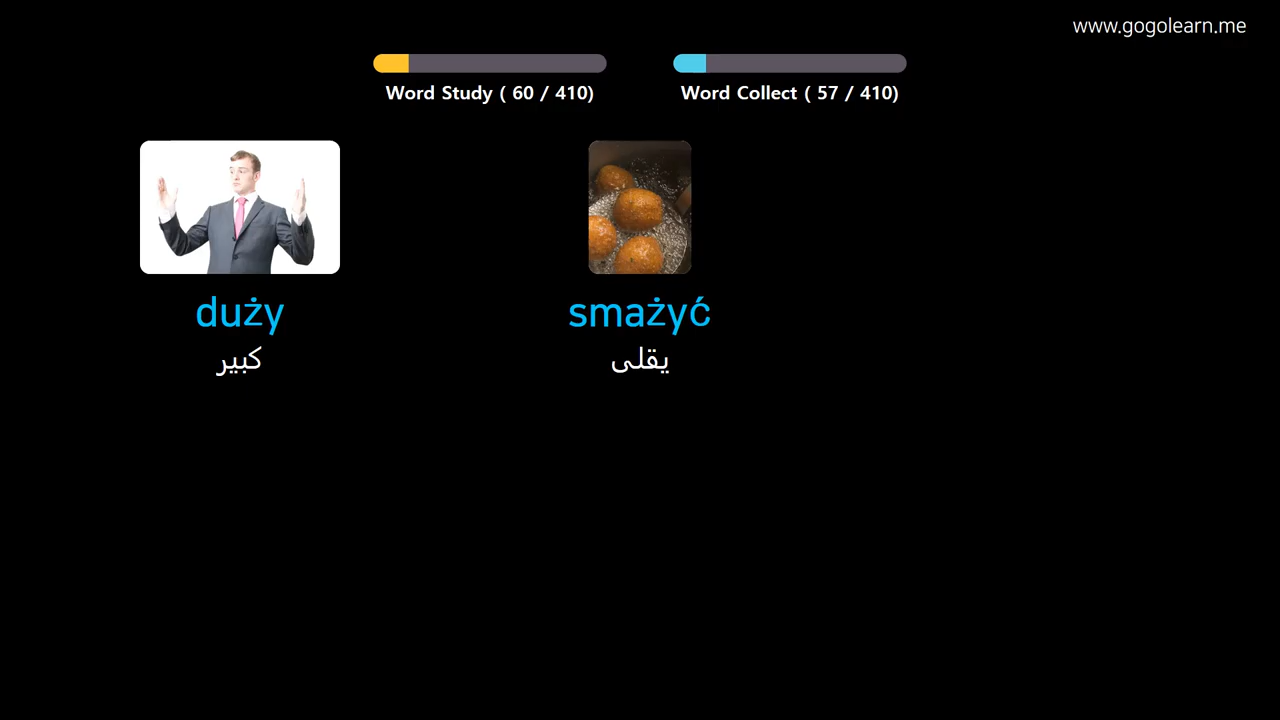 www.gogolearn.me
Word Study ( 60 / 410)
Word Collect ( 57 / 410)
duży
كبير
smażyć
يقلى